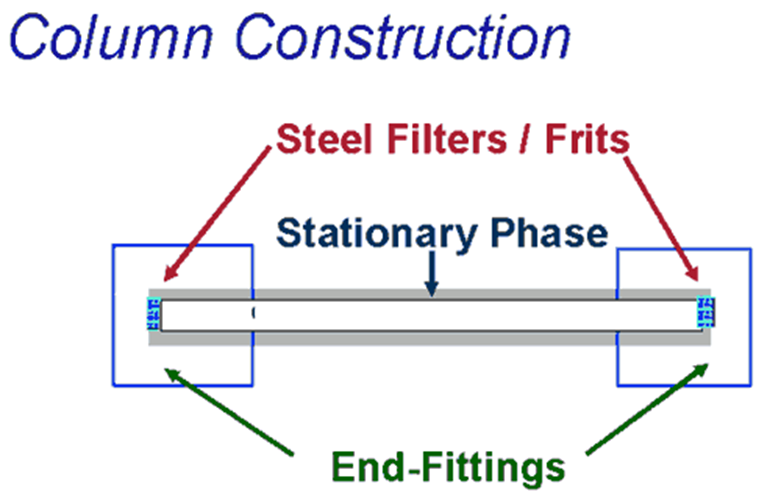 Column Construction
Steel Filters / Frits
Stationary Phase
End-Fittings